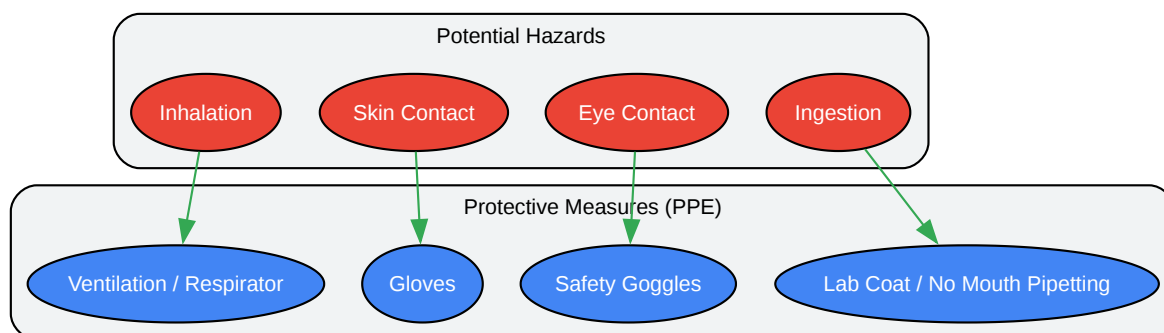 Potential Hazards
Inhalation
Skin Contact
Eye Contact
Ingestion
Protective Measures (PPE)
Ventilation / Respirator
Gloves
Safety Goggles
Lab Coat / No Mouth Pipetting